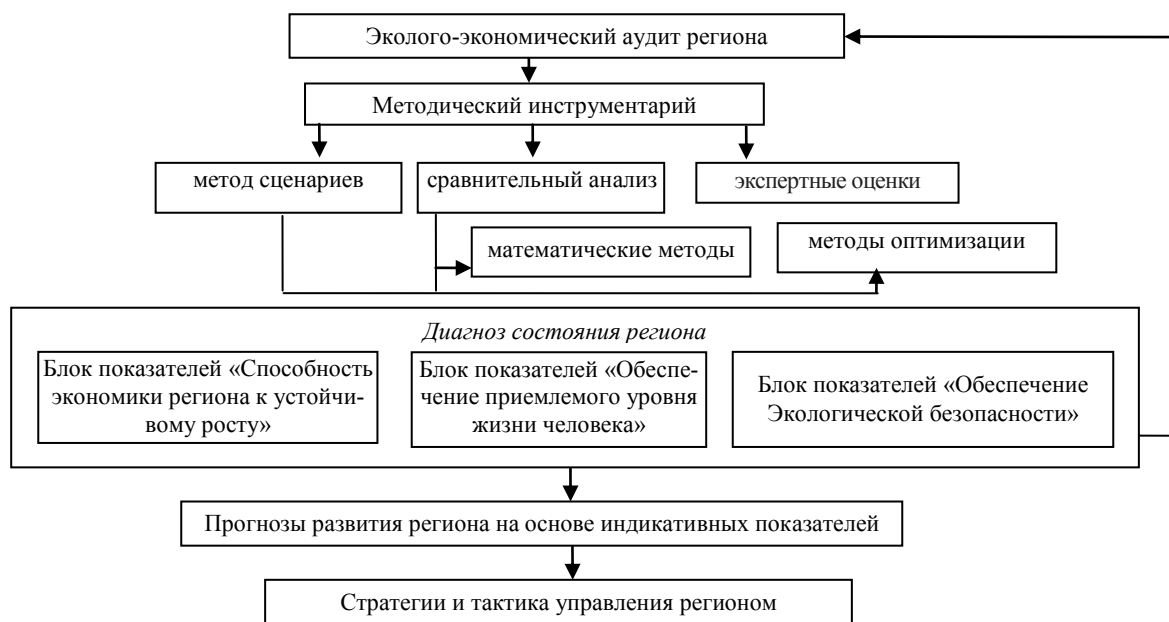 Эколого-экономический аудит региона
Методический инструментарий
метод сценариев
сравнительный анализ
экспертные оценки
математические методы
методы оптимизации
Диагноз состояния региона
Блок показателей «Способность
экономики региона к устойчи-
вому росту»
Блок показателей «Обеспе-
чение приемлемого уровня
жизни человека»
Блок показателей «Обеспечение
Экологической безопасности»
Прогнозы развития региона на основе индикативных показателей
Стратегии и тактика управления регионом